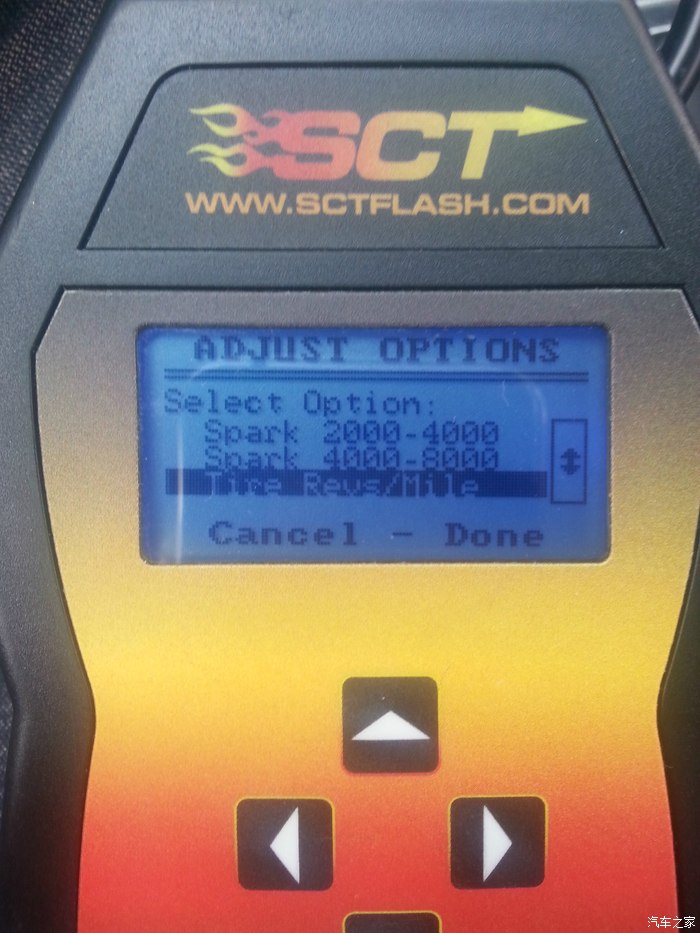 SCT
WWW.SCTFLASH.COM
ADJUST OPTIONS
Select Option:
Spark 2000-4000
Spark 4000-8000
Tire Revs/Mile
Cancel - Done
汽车之家